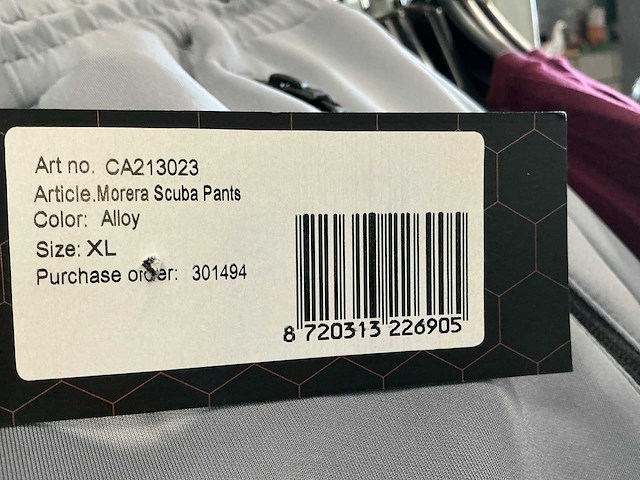 Art no. CA213023
Article.Morera Scuba Pants
Color: Alloy
Size: XL
Purchase order: 301494
8 720313 226905